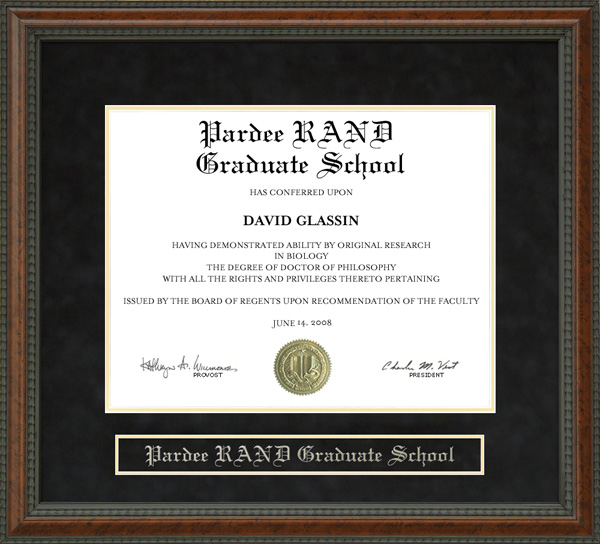 Pardee RAND
Graduate School
HAS CONFERRED UPON
DAVID GLASSIN
HAVING DEMONSTRATED ABILITY BY ORIGINAL RESEARCH
IN BIOLOGY
THE DEGREE OF DOCTOR OF PHILOSOPHY
WITH ALL THE RIGHTS AND PRIVILEGES THERETO PERTAINING
ISSUED BY THE BOARD OF REGENTS UPON RECOMMENDATION OF THE FACULTY
JUNE 14, 2008
Charles M. Vest
PROVOST PRESIDENT
Pardee RAND Graduate School